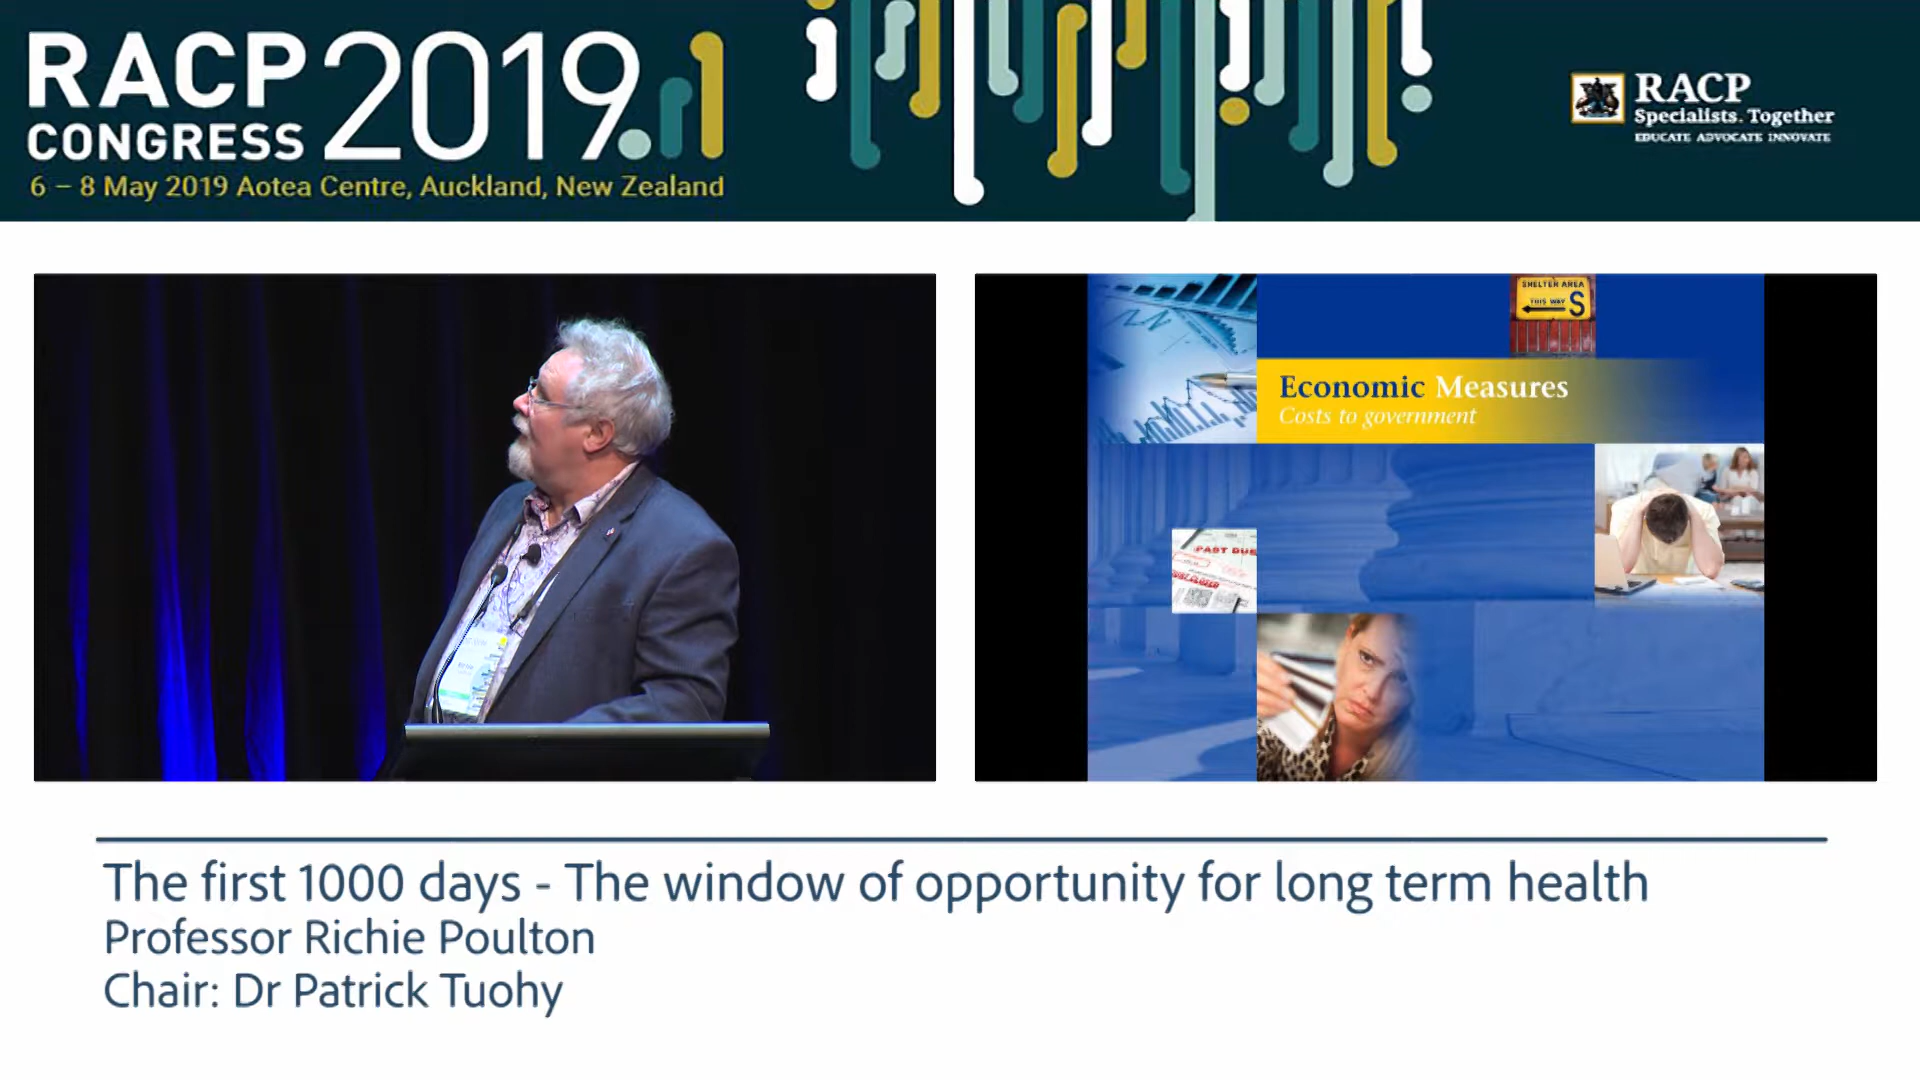 RACP
CONGRESS
2019
6 – 8 May 2019 Aotea Centre, Auckland, New Zealand
RACP
Specialists. Together
EDUCATE ADVOCATE INNOVATE
SHELTER AREA
THIS WAY
S
Economic Measures
Costs to government
PAST DUE
The first 1000 days - The window of opportunity for long term health
Professor Richie Poulton
Chair: Dr Patrick Tuohy